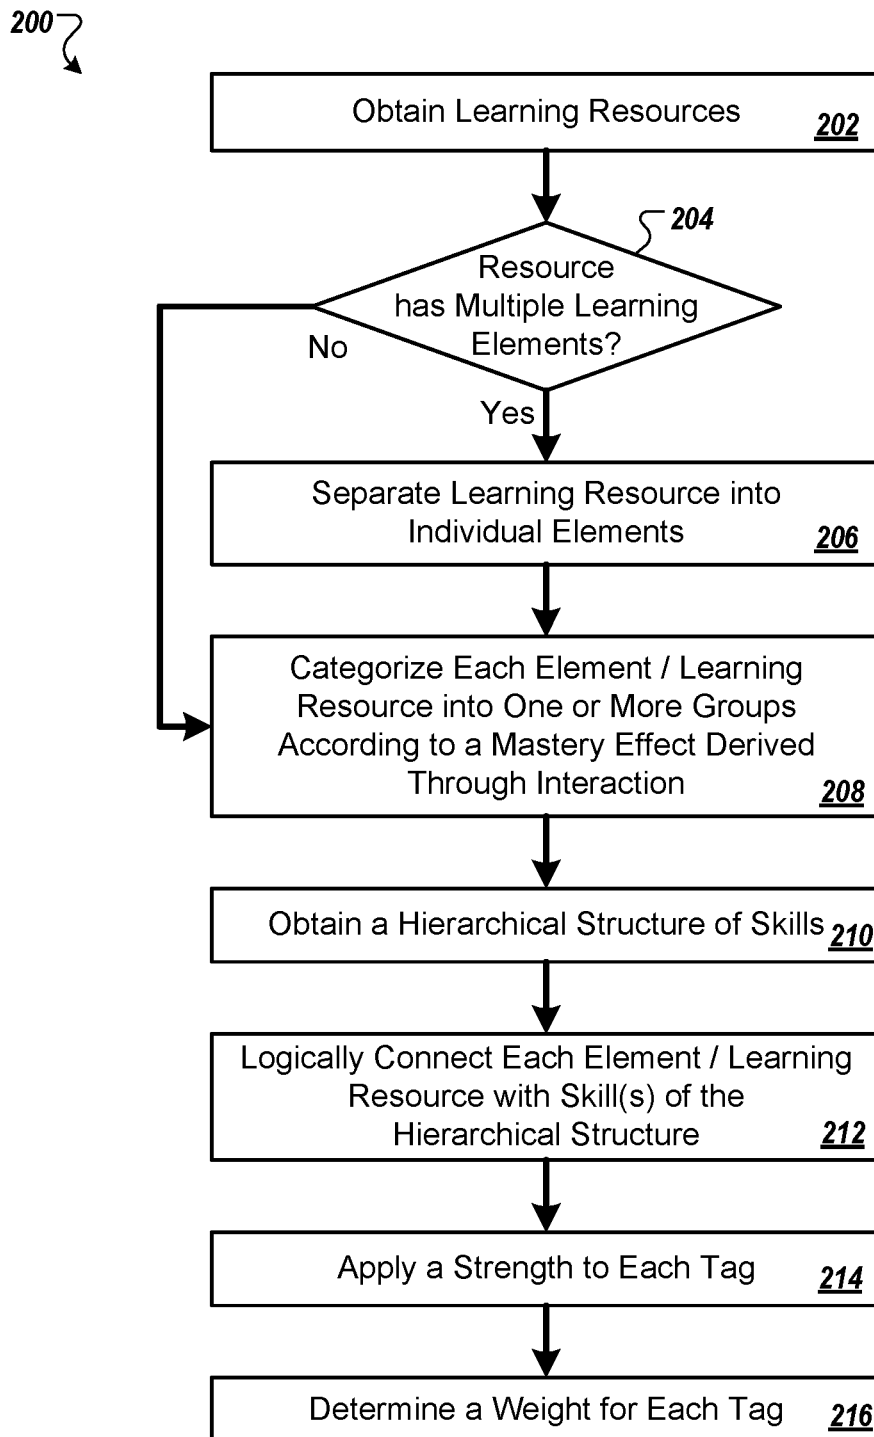 200
Obtain Learning Resources
202
204
Resource
has Multiple Learning
Elements?
No
Yes
Separate Learning Resource into
Individual Elements
206
Categorize Each Element / Learning
Resource into One or More Groups
According to a Mastery Effect Derived
Through Interaction
208
Obtain a Hierarchical Structure of Skills
210
Logically Connect Each Element / Learning
Resource with Skill(s) of the
Hierarchical Structure
212
Apply a Strength to Each Tag
214
Determine a Weight for Each Tag
216